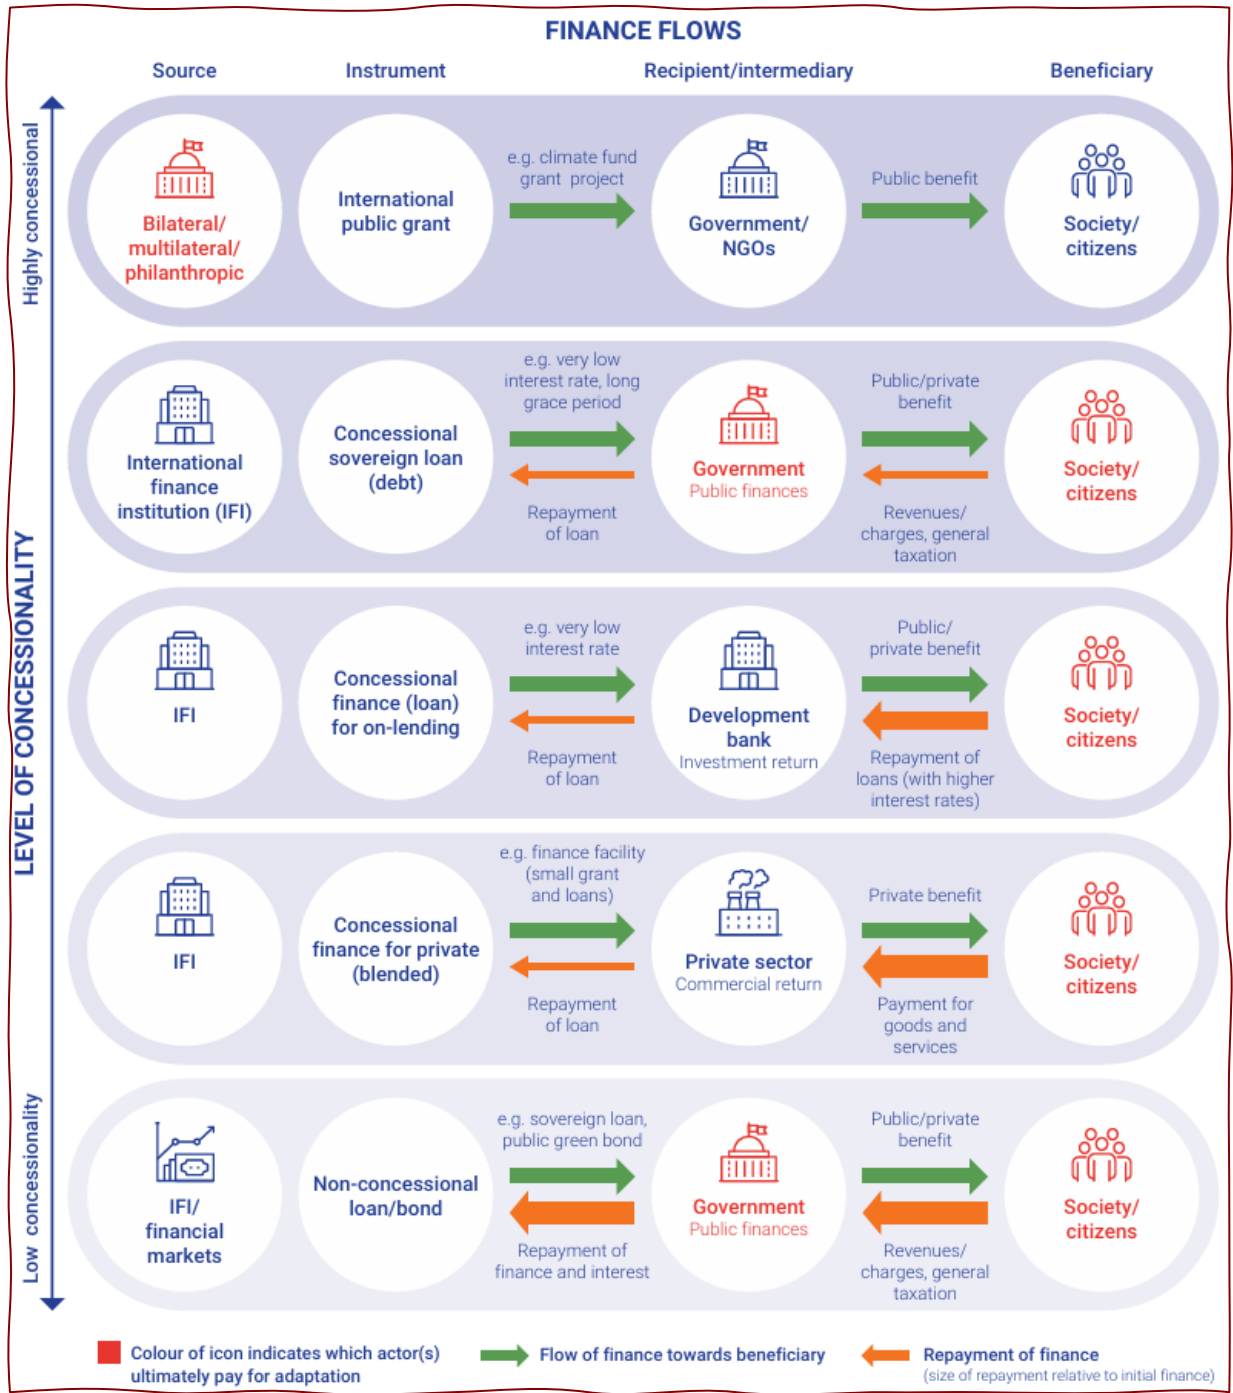 FINANCE FLOWS
Source
Instrument
Recipient/intermediary
Beneficiary
LEVEL OF CONCESSIONALITY
Highly concessional
Low concessionality
Bilateral/
multilateral/
philanthropic
International
public grant
e.g. climate fund
grant project
Government/
NGOs
Public benefit
Society/
citizens
International
finance
institution (IFI)
Concessional
sovereign loan
(debt)
e.g. very low
interest rate, long
grace period
Repayment
of loan
Government
Public finances
Public/private
benefit
Revenues/
charges, general
taxation
Society/
citizens
IFI
Concessional
finance (loan)
for on-lending
e.g. very low
interest rate
Repayment
of loan
Development
bank
Investment return
Public/
private benefit
Repayment of
loans (with higher
interest rates)
Society/
citizens
IFI
Concessional
finance for private
(blended)
e.g. finance facility
(small grant
and loans)
Repayment
of loan
Private sector
Commercial return
Private benefit
Payment for
goods and
services
Society/
citizens
IFI/
financial
markets
Non-concessional
loan/bond
e.g. sovereign loan,
public green bond
Repayment of
finance and interest
Government
Public finances
Public/private
benefit
Revenues/
charges, general
taxation
Society/
citizens
Colour of icon indicates which actor(s)
ultimately pay for adaptation
Flow of finance towards beneficiary
Repayment of finance
(size of repayment relative to initial finance)